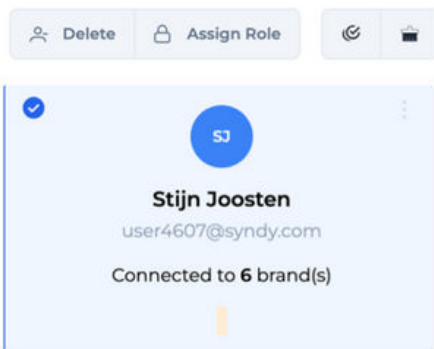 Delete Assign Role
SJ
Stijn Joosten
user4607@syndy.com
Connected to 6 brand(s)